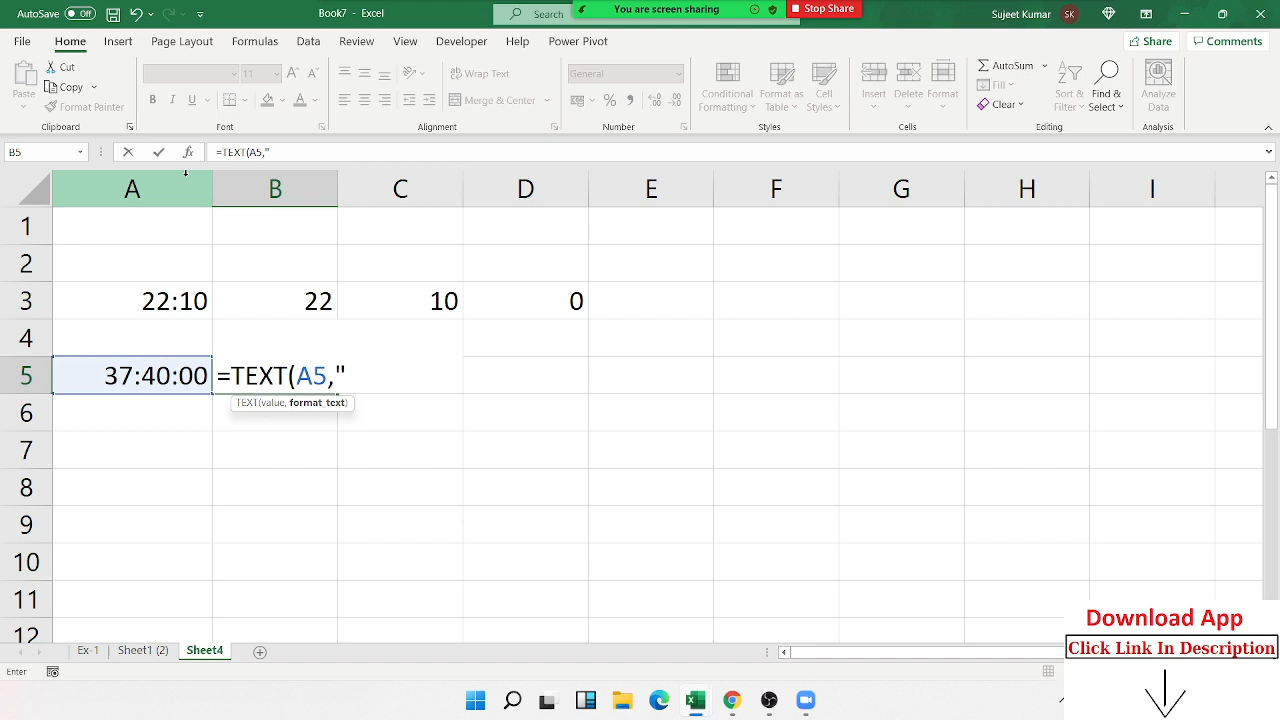 AutoSave Off Book7 - Excel Search You are screen sharing Stop Share Sujeet Kumar SK
File Home Insert Page Layout Formulas Data Review View Developer Help Power Pivot Share Comments
Paste Cut Copy Format Painter
11 Wrap Text Merge & Center General
Conditional Formatting Format as Table Cell Styles Insert Delete Format
AutoSum Fill Clear Sort & Filter Find & Select Analyze Data
Clipboard Font Alignment Number Styles Cells Editing Analysis
B5 fx =TEXT(A5,"
A B C D E F G H I
1
2
3 22:10 22 10 0
4
5 37:40:00 =TEXT(A5,"
TEXT(value, format_text)
6
7
8
9
10
11
12
Download App
Click Link In Description
Ex-1 Sheet1 (2) Sheet4
Enter